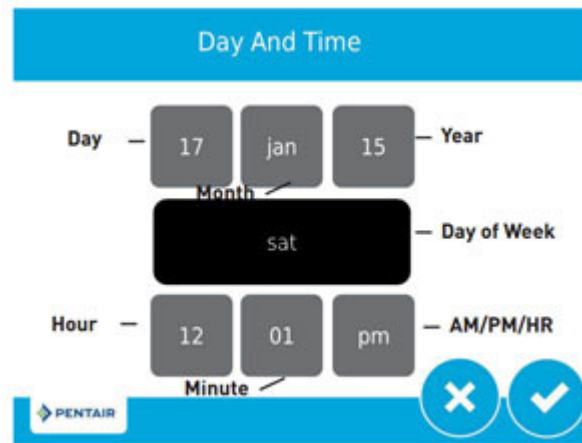 Day And Time
Day 17 jan 15 Year
Month
sat Day of Week
Hour 12 01 pm AM/PM/HR
Minute
PENTAIR